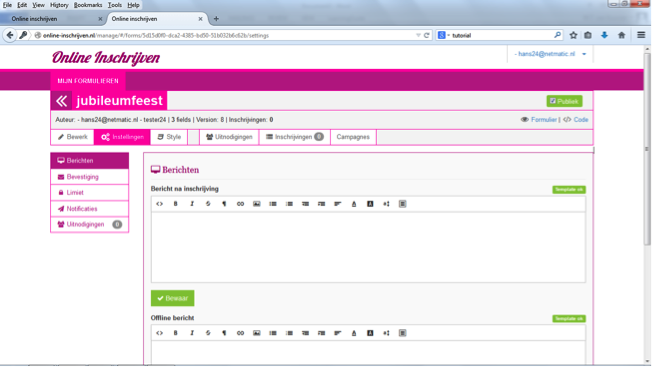 File Edit View History Bookmarks Tools Help
Online inschrijven × Online inschrijven × +
online-inschrijven.nl/manage/#/forms/5d15d0f0-dca2-4385-bd50-51b032b6c62b/settings tutorial
Online Inschrijven - hans24@netmatic.nl
MIJN FORMULIEREN
jubileumfeest Publiek
Auteur: - hans24@netmatic.nl - tester24 | 3 fields | Version: 8 | Inschrijvingen: 0 Formulier | Code
Bewerk Instellingen Style Uitnodigingen Inschrijvingen 0 Campagnes
Berichten
Bevestiging
Limiet
Notificaties
Uitnodigingen 0
Berichten
Bericht na inschrijving Template ok
Bewaar
Offline bericht Template ok